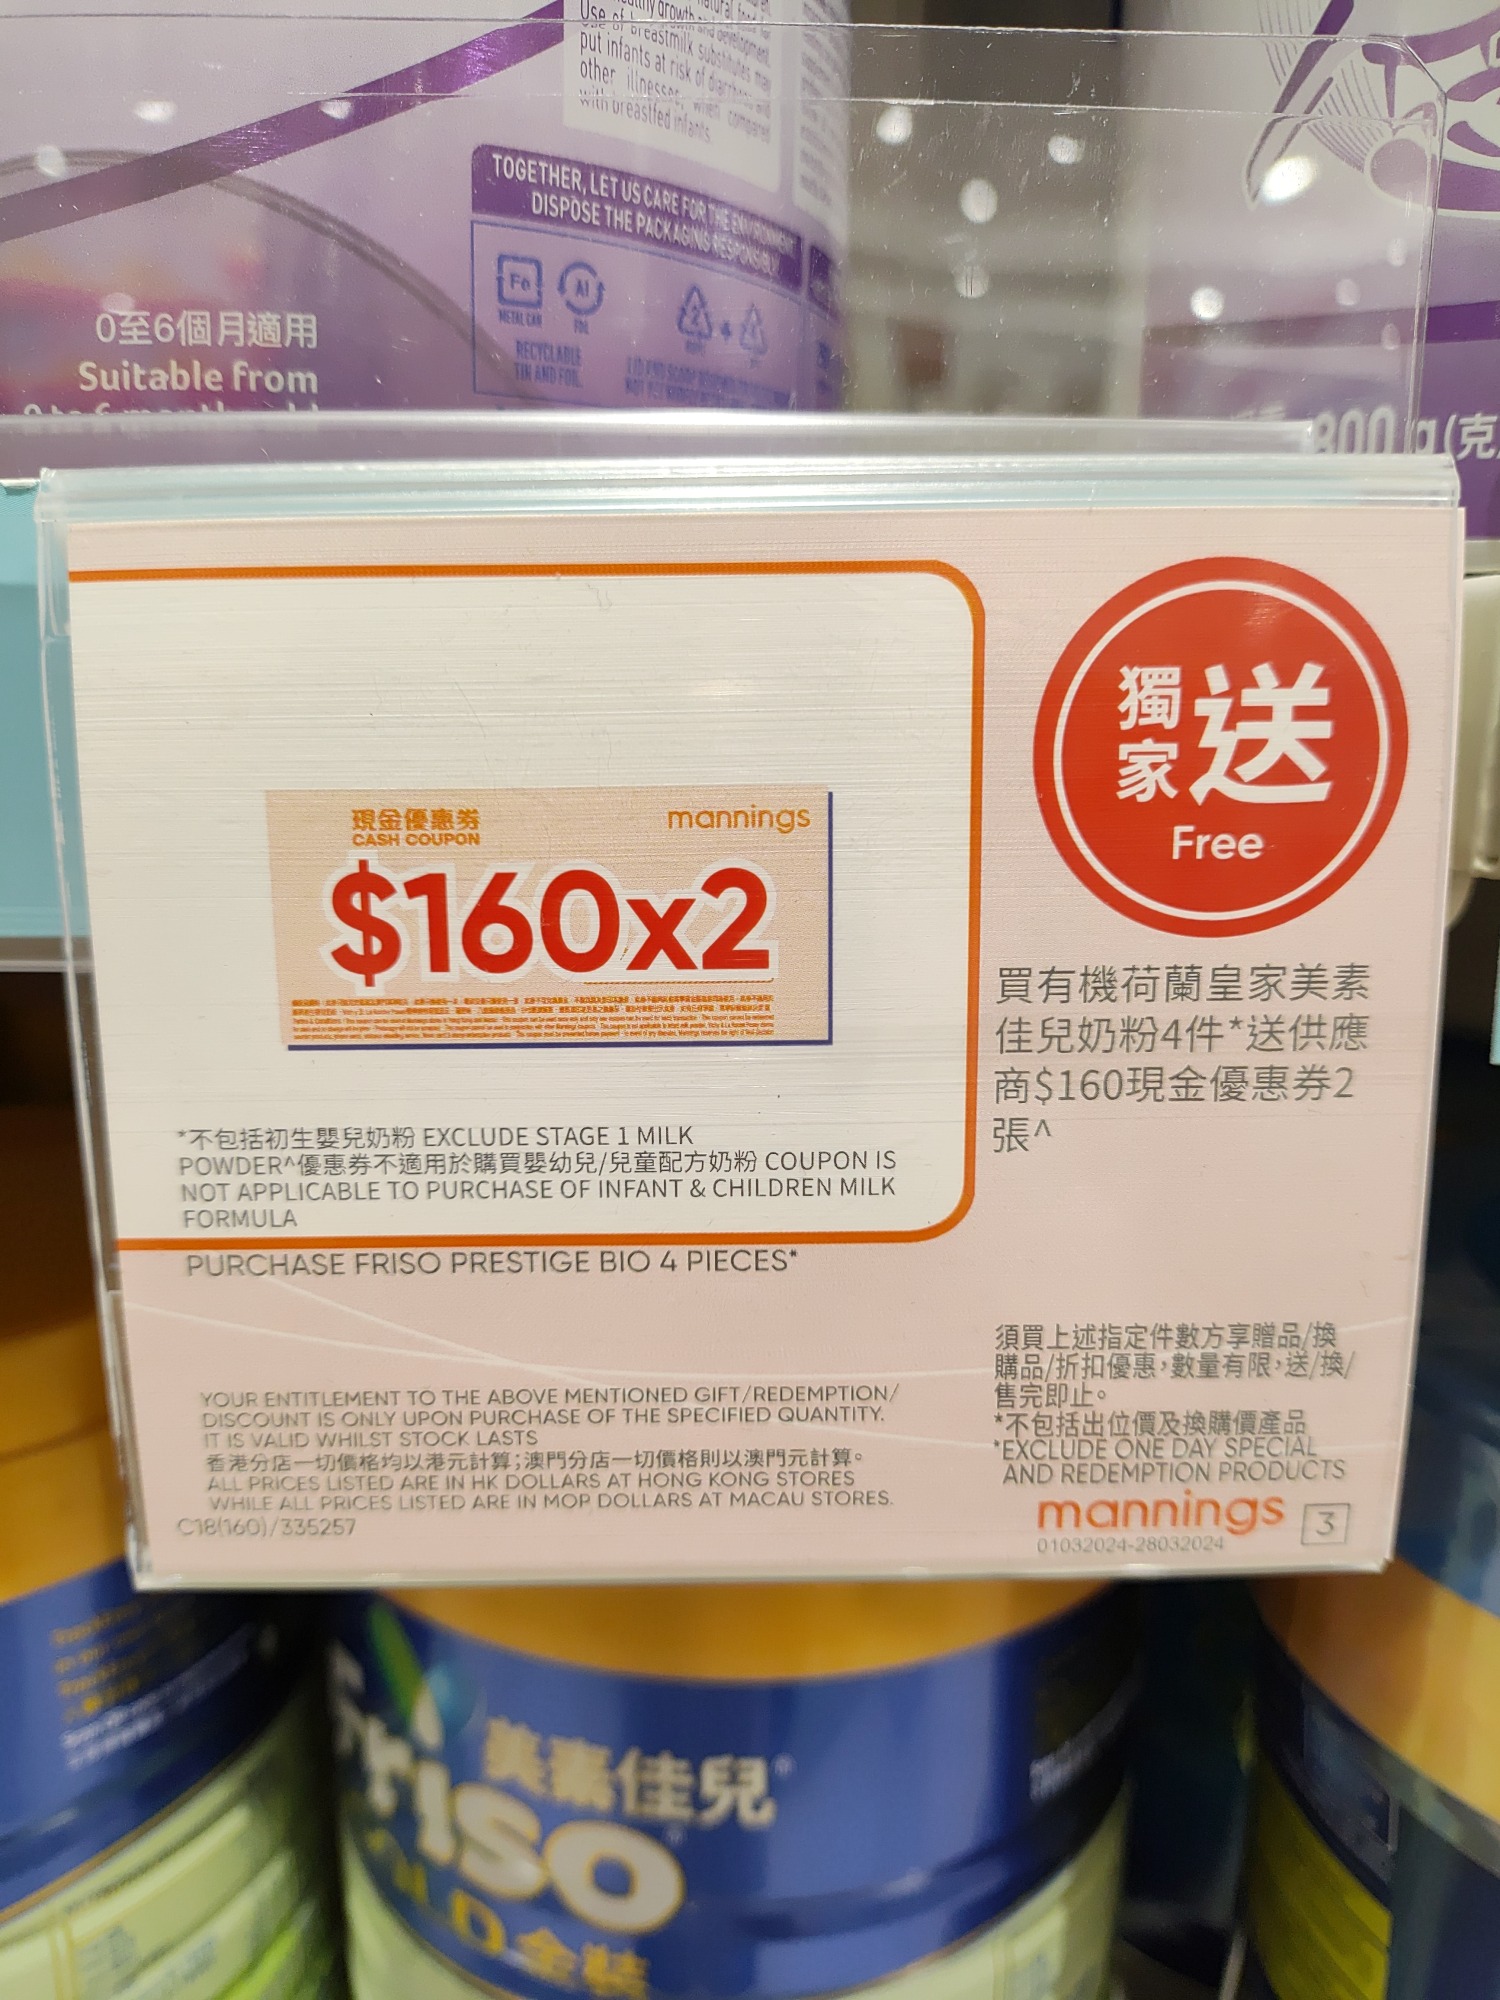 Use of breastmilk substitutes may
put infants at risk of diarrhoea and
other illnesses, when compared
with breastfed infants.
TOGETHER, LET US CARE FOR THE ENVIRONMENT
DISPOSE THE PACKAGING RESPONSIBLY
Fe
Al
METAL CAN
FOIL
RECYCLABLE
TIN AND FOIL
0至6個月適用
Suitable from
800 g(克
獨家送
Free
現金優惠券
CASH COUPON
mannings
$160x2
買有機荷蘭皇家美素
佳兒奶粉4件*送供應
商$160現金優惠券2
張^
*不包括初生嬰兒奶粉 EXCLUDE STAGE 1 MILK
POWDER^優惠券不適用於購買嬰幼兒/兒童配方奶粉 COUPON IS
NOT APPLICABLE TO PURCHASE OF INFANT & CHILDREN MILK
FORMULA
PURCHASE FRISO PRESTIGE BIO 4 PIECES*
須買上述指定件數方享贈品/換
購品/折扣優惠，數量有限，送/換/
售完即止。
*不包括出位價及換購價產品
*EXCLUDE ONE DAY SPECIAL
AND REDEMPTION PRODUCTS
YOUR ENTITLEMENT TO THE ABOVE MENTIONED GIFT/REDEMPTION/
DISCOUNT IS ONLY UPON PURCHASE OF THE SPECIFIED QUANTITY.
IT IS VALID WHILST STOCK LASTS
香港分店一切價格均以港元計算；澳門分店一切價格則以澳門元計算。
ALL PRICES LISTED ARE IN HK DOLLARS AT HONG KONG STORES
WHILE ALL PRICES LISTED ARE IN MOP DOLLARS AT MACAU STORES.
C18(160)/335257
mannings 3
01032024-28032024
美素佳兒
Friso
GOLD金裝